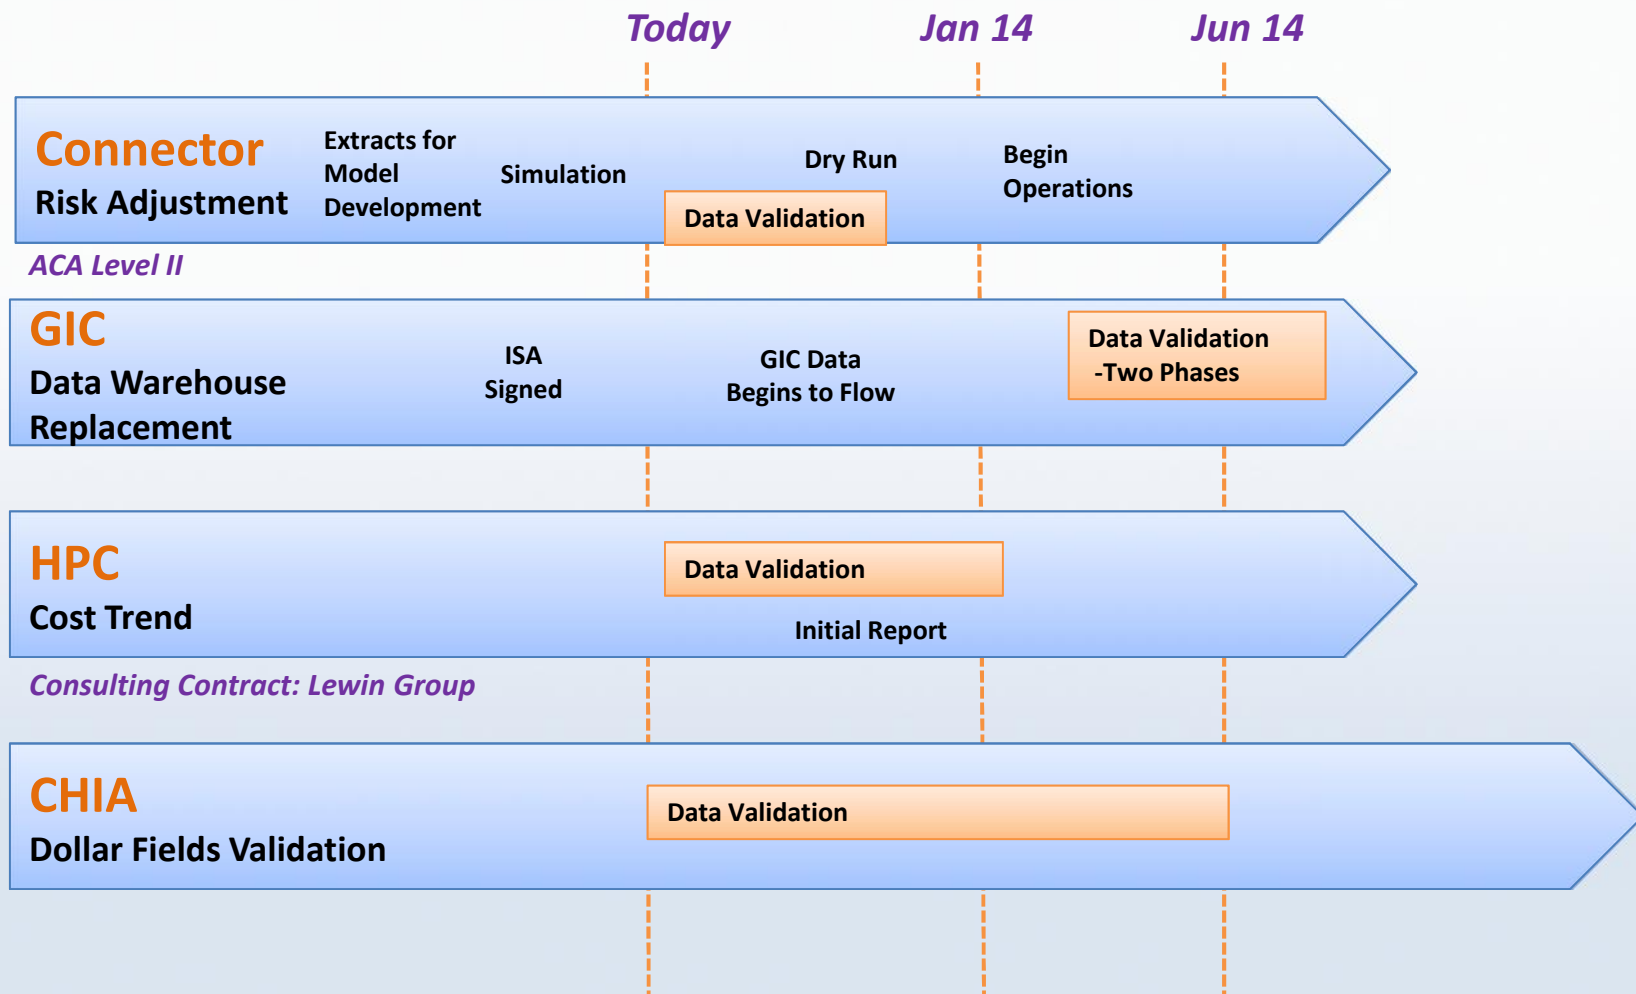 Today
Jan 14
Jun 14
Connector
Risk Adjustment
Extracts for
Model
Development
Simulation
Data Validation
Dry Run
Begin
Operations
ACA Level II
GIC
Data Warehouse
Replacement
ISA
Signed
GIC Data
Begins to Flow
Data Validation
-Two Phases
HPC
Cost Trend
Data Validation
Initial Report
Consulting Contract: Lewin Group
CHIA
Dollar Fields Validation
Data Validation